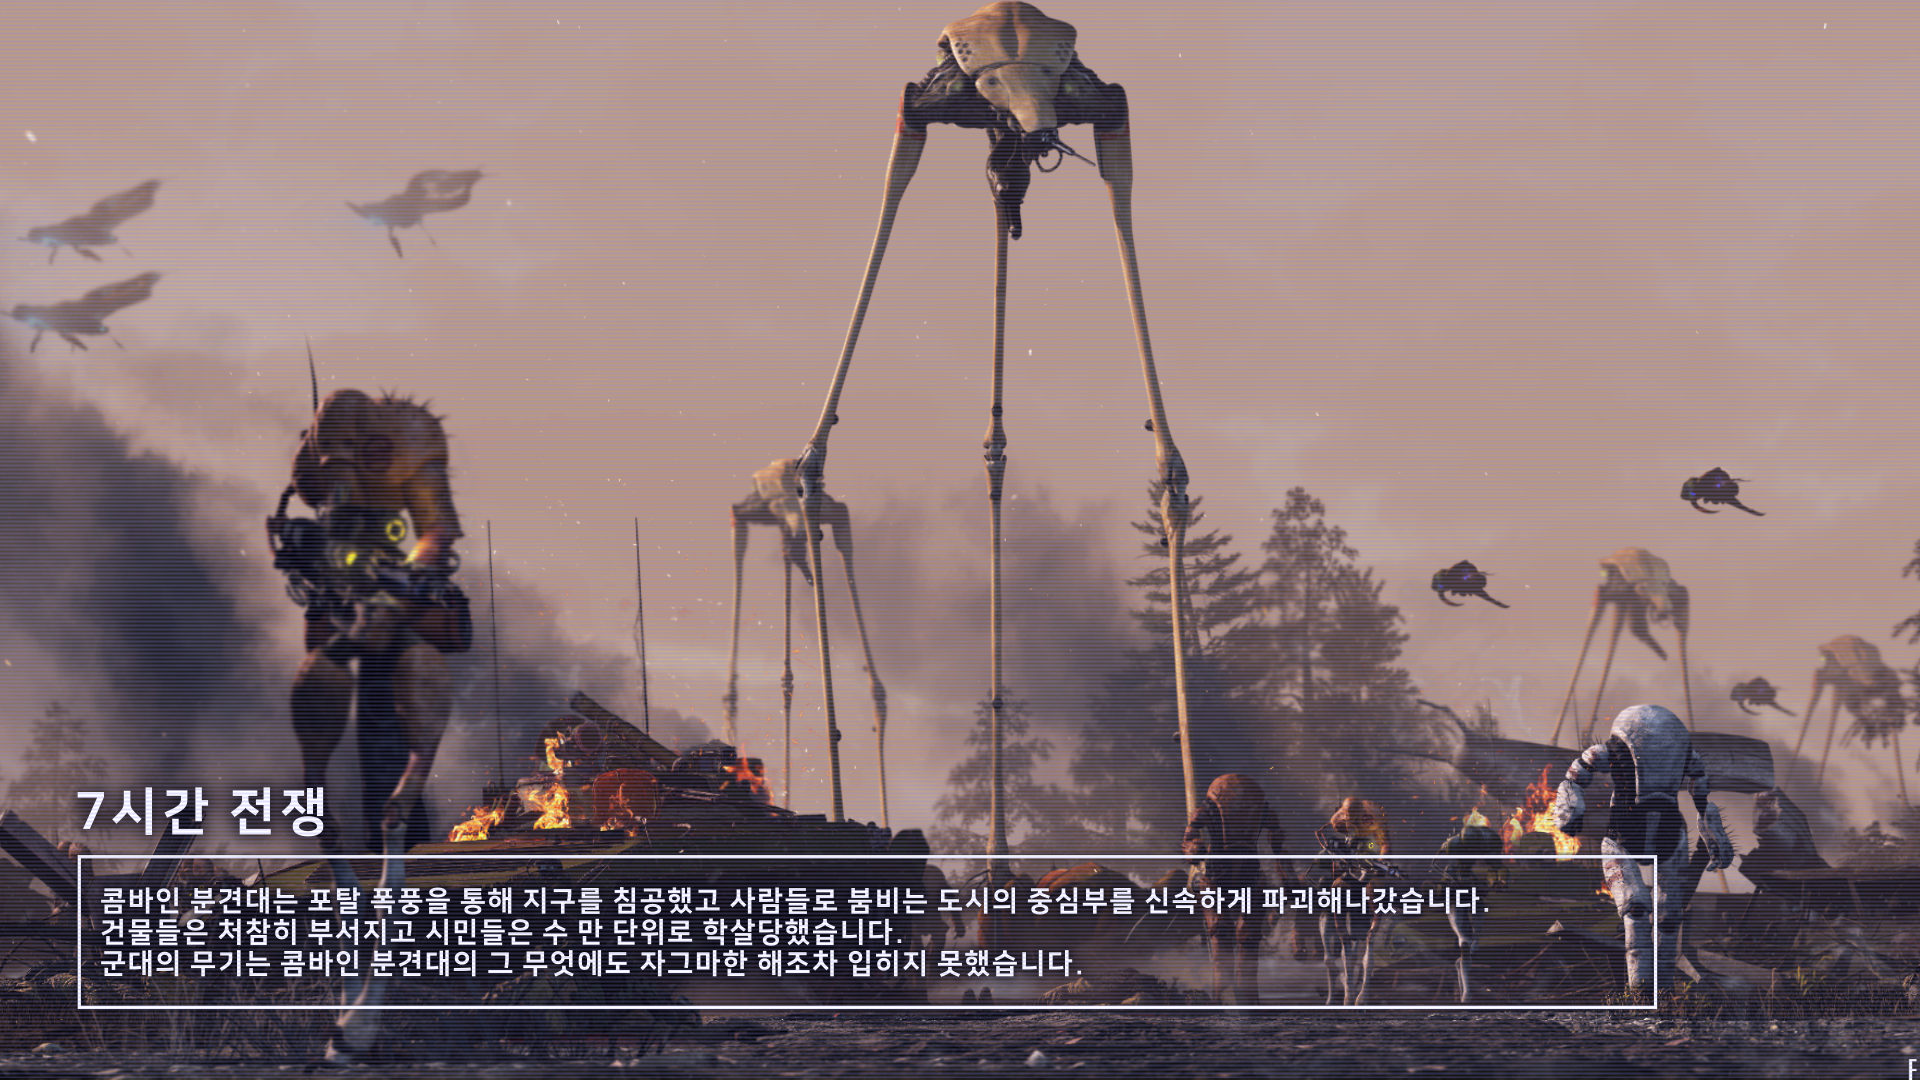 7시간 전쟁
콤바인 분견대는 포탈 폭풍을 통해 지구를 침공했고 사람들로 붐비는 도시의 중심부를 신속하게 파괴해나갔습니다.
건물들은 처참히 부서지고 시민들은 수 만 단위로 학살당했습니다.
군대의 무기는 콤바인 분견대의 그 무엇에도 자그마한 해조차 입히지 못했습니다.
F